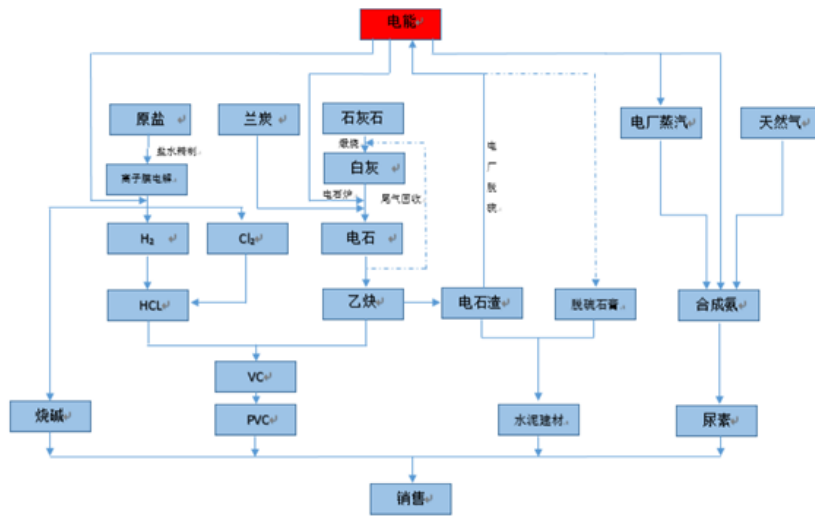 电能
原盐
兰炭
石灰石
电厂蒸汽
天然气
盐水精制
煅烧
电厂脱硫
离子膜电解
白灰
电石炉
尾气回收
H₂
Cl₂
电石
HCL
乙炔
电石渣
脱硫石膏
合成氨
VC
烧碱
PVC
水泥建材
尿素
销售